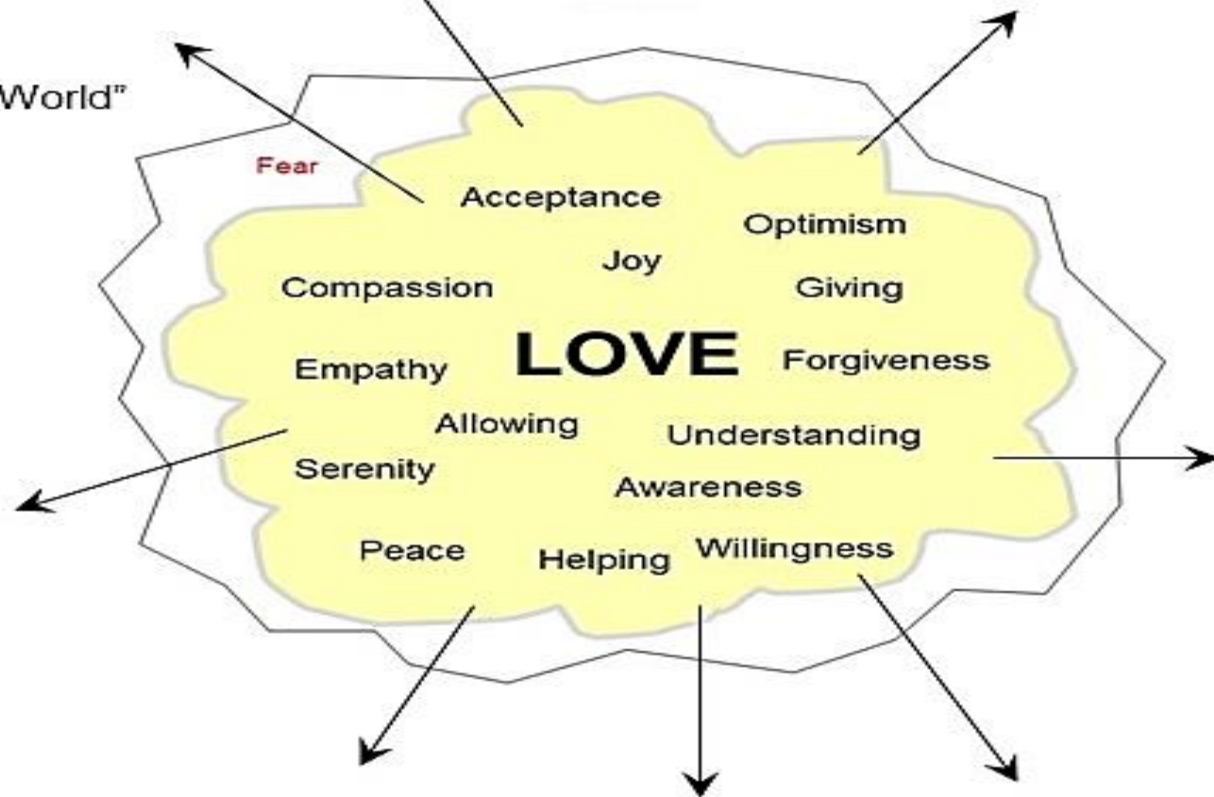 World"
Fear
Acceptance
Optimism
Joy
Compassion
Giving
LOVE
Forgiveness
Empathy
Allowing
Understanding
Serenity
Awareness
Peace
Helping
Willingness